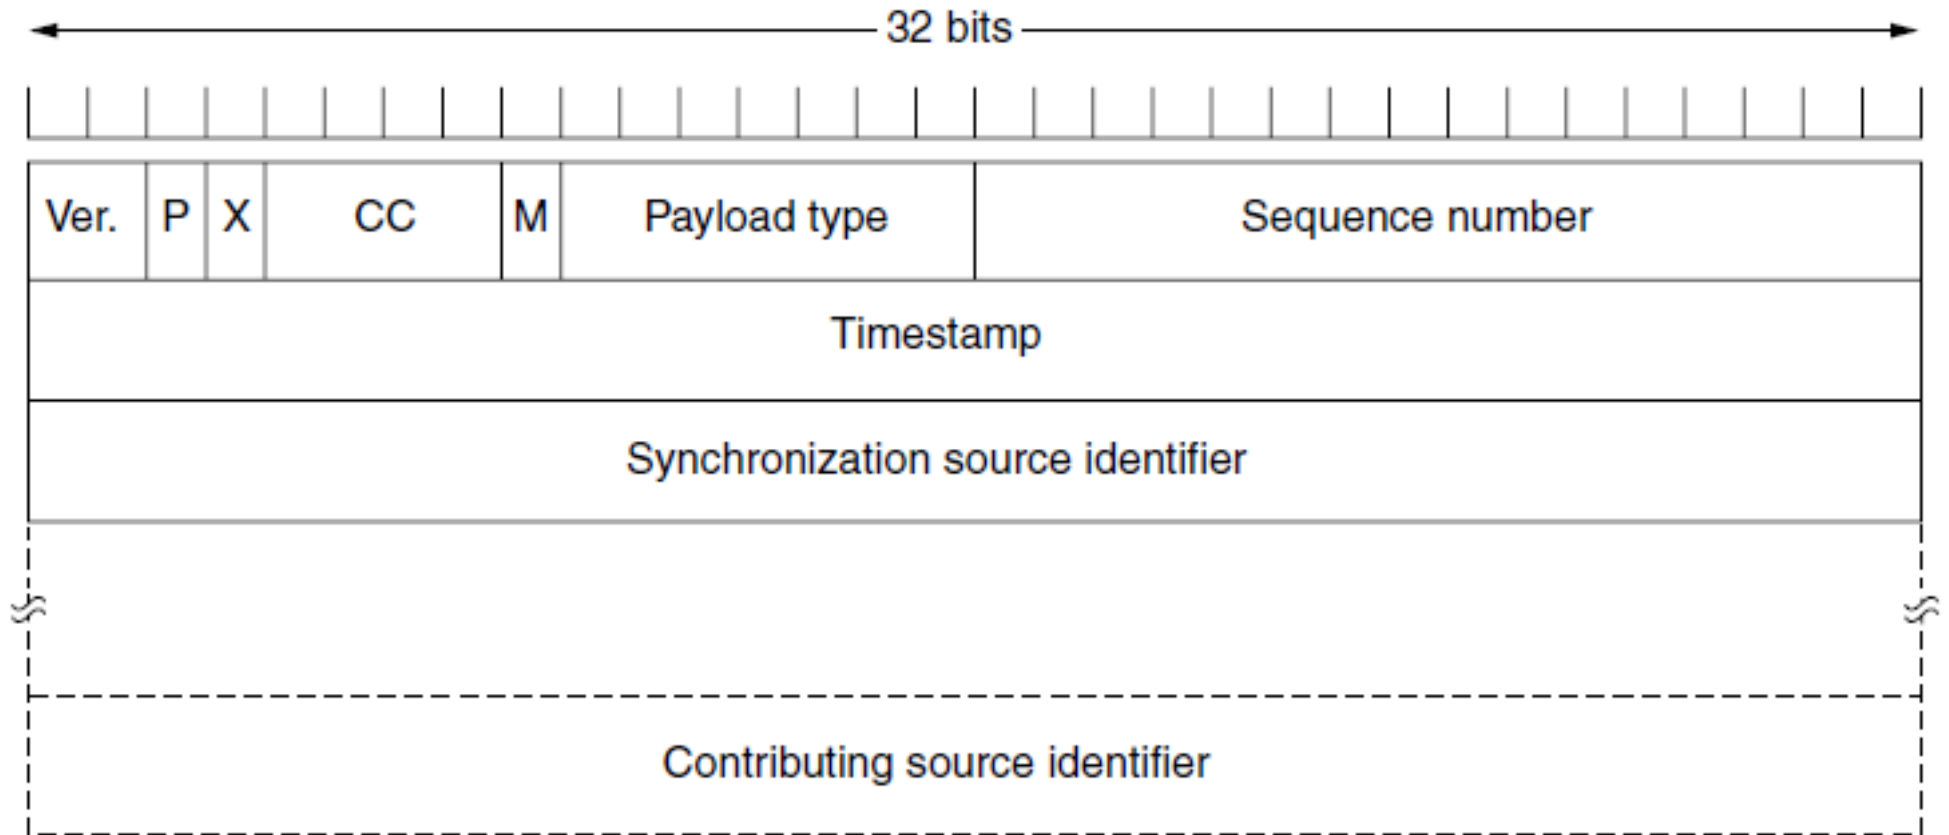 32 bits
Ver. P X CC M Payload type Sequence number
Timestamp
Synchronization source identifier
Contributing source identifier